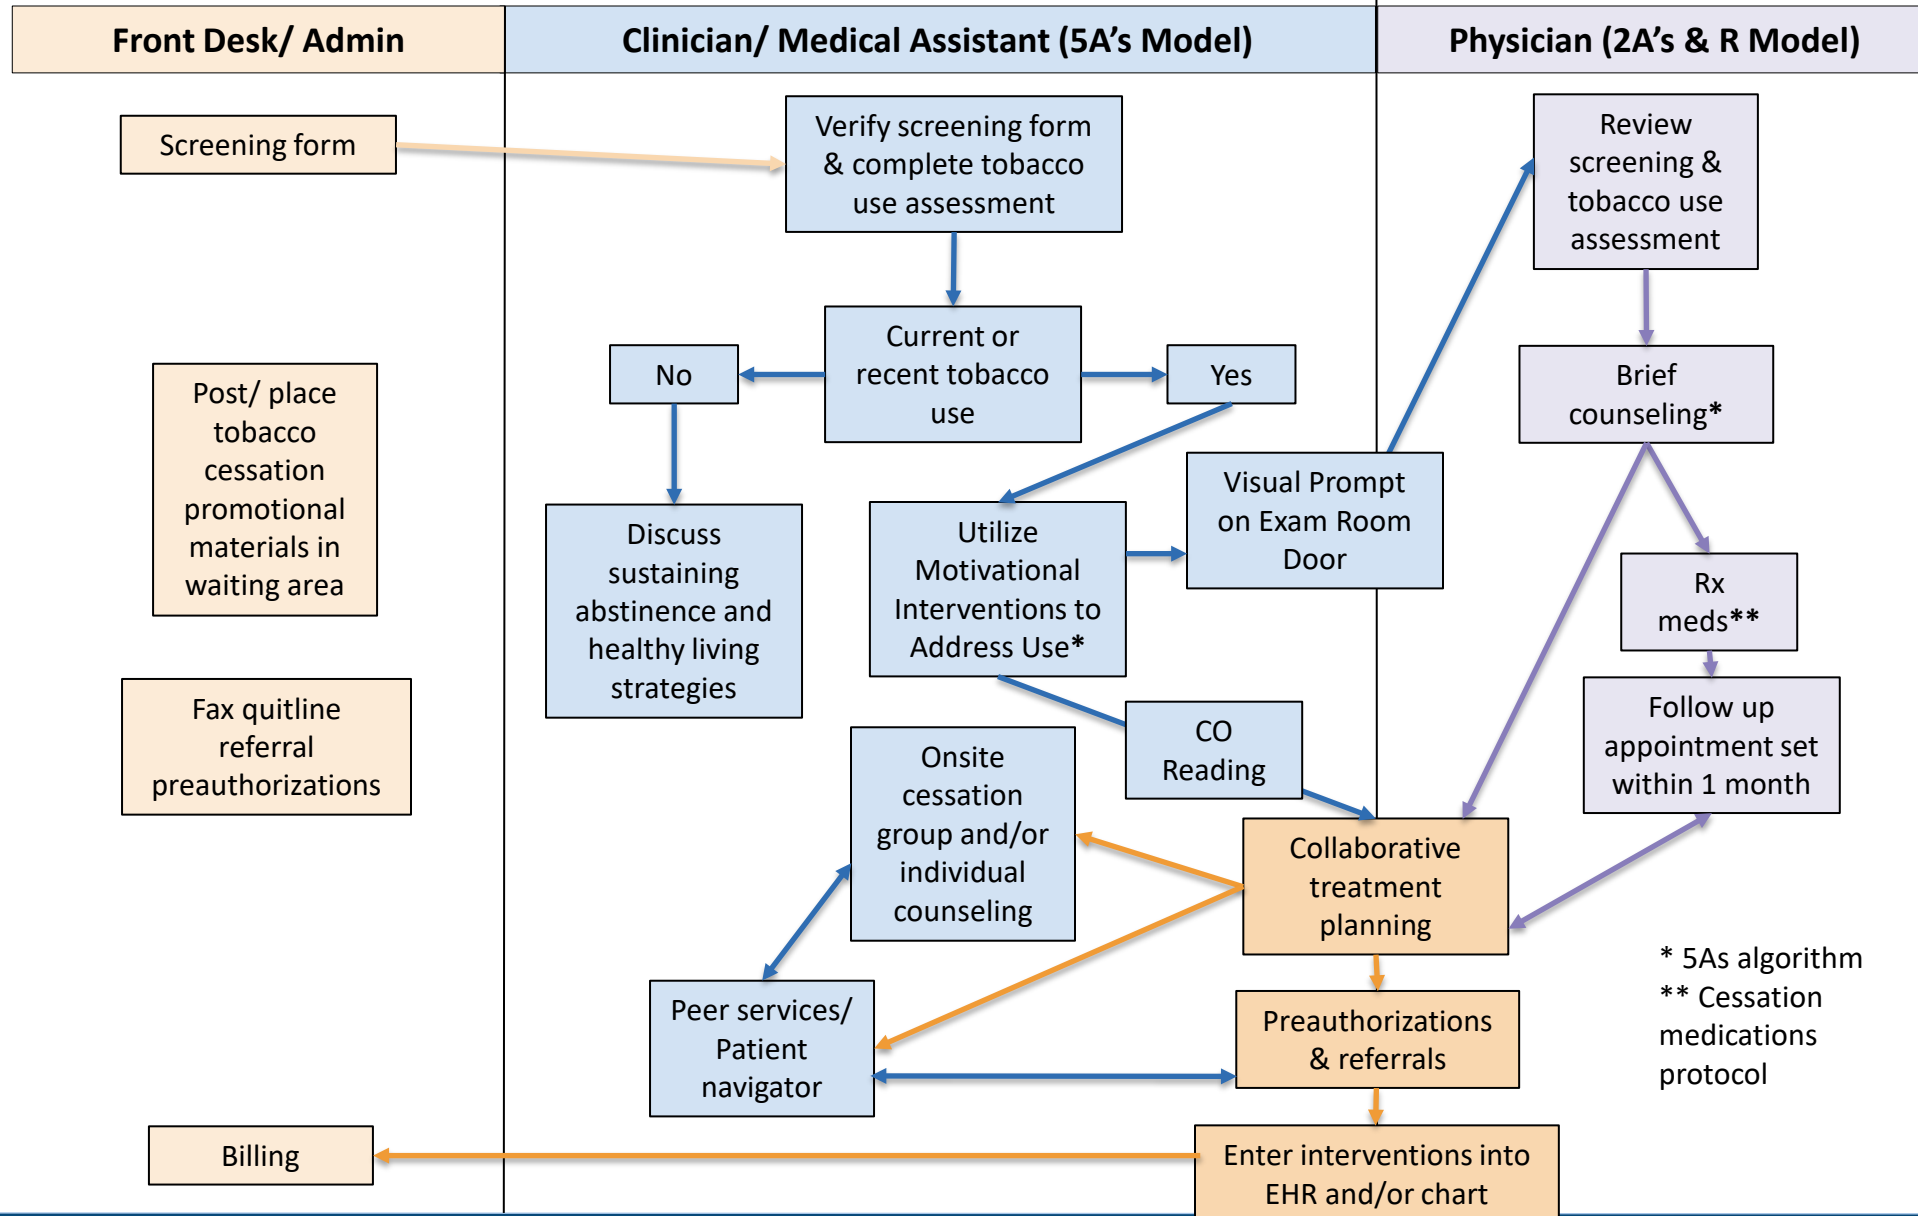 Front Desk/ Admin
Clinician/ Medical Assistant (5A's Model)
Physician (2A's & R Model)
Screening form
Post/ place
tobacco
cessation
promotional
materials in
waiting area
Fax quitline
referral
preauthorizations
Billing
Verify screening form
& complete tobacco
use assessment
Current or
recent tobacco
use
No
Yes
Discuss
sustaining
abstinence and
healthy living
strategies
Utilize
Motivational
Interventions to
Address Use*
Visual Prompt
on Exam Room
Door
CO
Reading
Onsite
cessation
group and/or
individual
counseling
Peer services/
Patient
navigator
Review
screening &
tobacco use
assessment
Brief
counseling*
Rx
meds**
Follow up
appointment set
within 1 month
Collaborative
treatment
planning
Preauthorizations
& referrals
Enter interventions into
EHR and/or chart
* 5As algorithm
** Cessation
medications
protocol